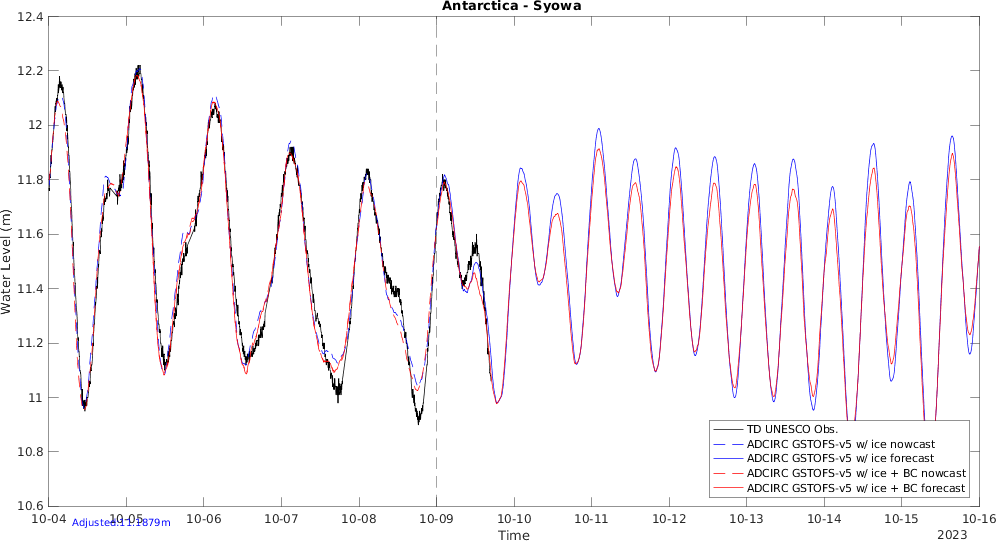 Antarctica - Syowa
12.4
12.2
12
11.8
11.6
11.4
11.2
11
10.8
10.6
Water Level (m)
TD UNESCO Obs.
ADCIRC GSTOFS-v5 w/ ice nowcast
ADCIRC GSTOFS-v5 w/ ice forecast
ADCIRC GSTOFS-v5 w/ ice + BC nowcast
ADCIRC GSTOFS-v5 w/ ice + BC forecast
10-04 10-05 10-06 10-07 10-08 10-09 10-10 10-11 10-12 10-13 10-14 10-15 10-16
Adjusted:11.1879m
Time
2023